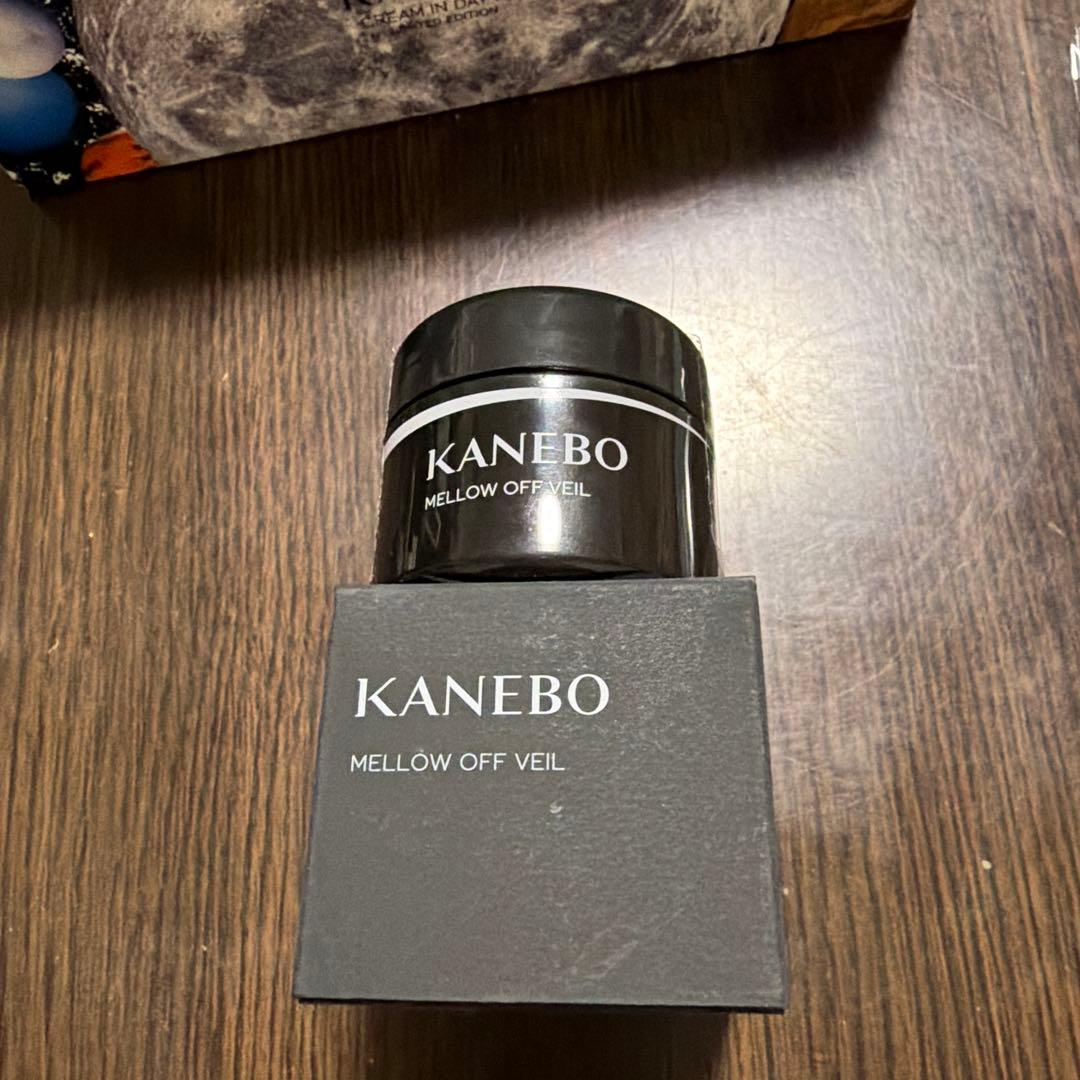 CREAM IN DAY
LIMITED EDITION
KANEBO
MELLOW OFF VEIL
KANEBO
MELLOW OFF VEIL